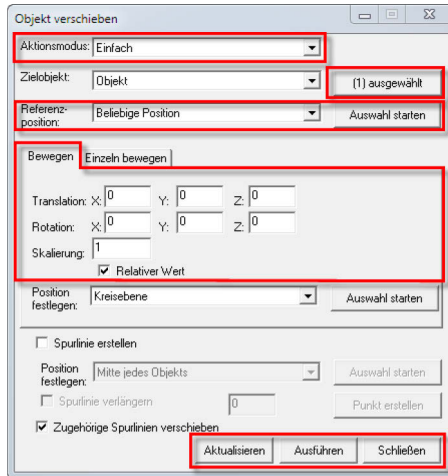 Objekt verschieben
Aktionsmodus: Einfach
Zielobjekt: Objekt (1) ausgewählt
Referenz-
position: Beliebige Position Auswahl starten
Bewegen Einzeln bewegen
Translation: X: 0 Y: 0 Z: 0
Rotation: X: 0 Y: 0 Z: 0
Skalierung: 1
Relativer Wert
Position
festlegen: Kreisebene Auswahl starten
Spurlinie erstellen
Position
festlegen: Mitte jedes Objekts Auswahl starten
Spurlinie verlängern 0 Punkt erstellen
Zugehörige Spurlinien verschieben
Aktualisieren Ausführen Schließen